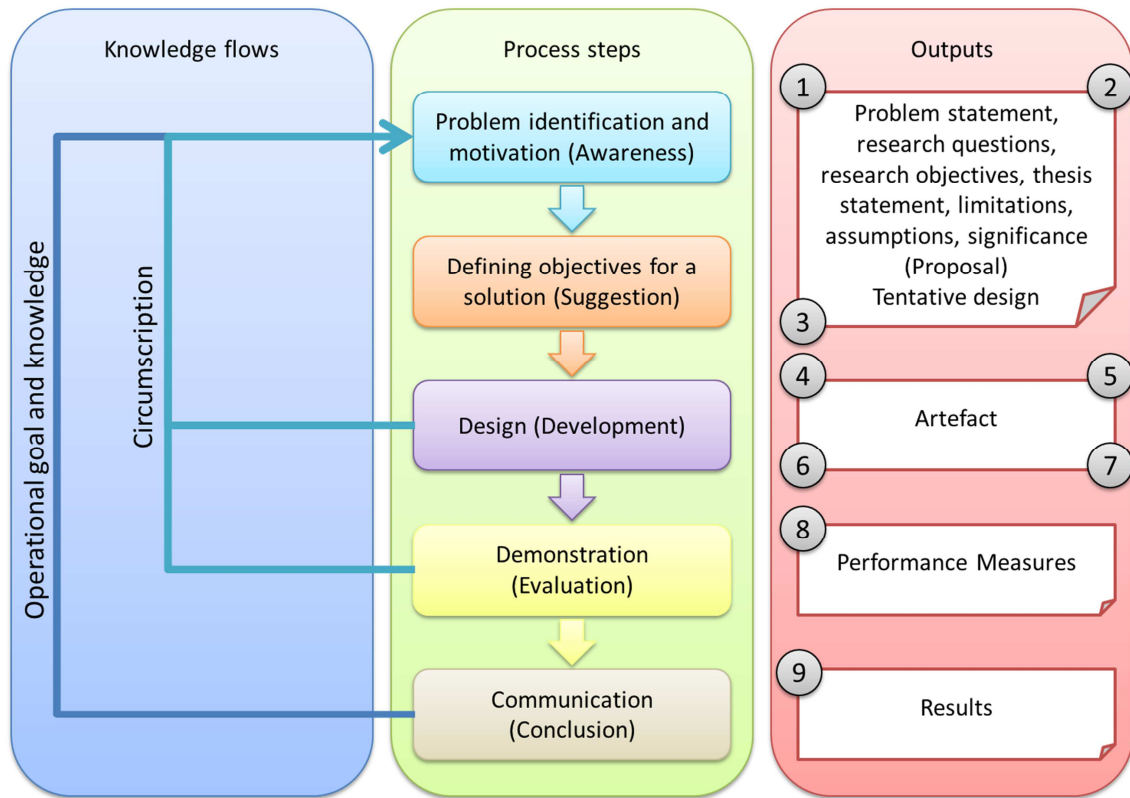 Knowledge flows
Operational goal and knowledge
Circumscription
Process steps
Problem identification and
motivation (Awareness)
Defining objectives for a
solution (Suggestion)
Design (Development)
Demonstration
(Evaluation)
Communication
(Conclusion)
Outputs
1
2
Problem statement,
research questions,
research objectives, thesis
statement, limitations,
assumptions, significance
(Proposal)
Tentative design
3
4
5
Artefact
6
7
8
Performance Measures
9
Results